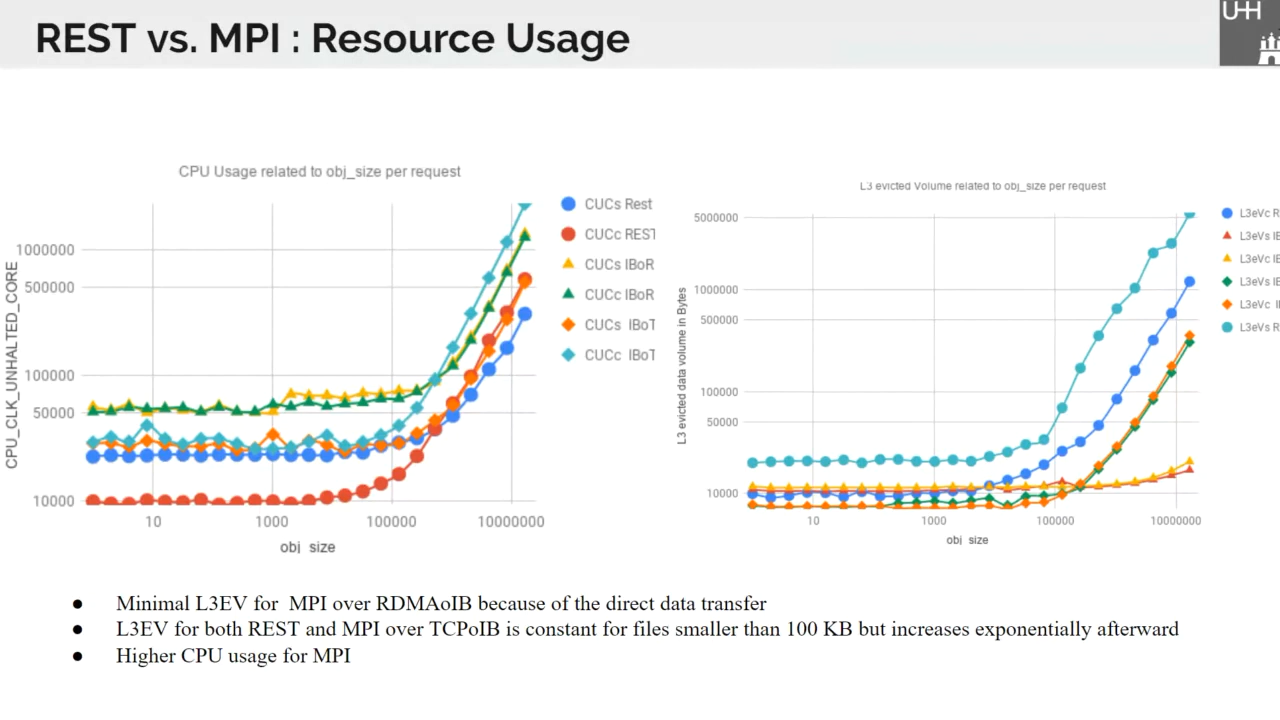 REST vs. MPI : Resource Usage
UHH
CPU Usage related to obj_size per request
CPU_CLK_UNHALTED_CORE
1000000
500000
100000
50000
10000
10
1000
100000
10000000
obj_size
CUCs Rest
CUCc REST
CUCs IBoR
CUCc IBoR
CUCs IBoT
CUCc IBoT
L3 evicted Volume related to obj_size per request
L3 evicted data volume in Bytes
5000000
1000000
500000
100000
50000
10000
10
1000
100000
10000000
obj_size
L3eVc R
L3eVs IB
L3eVc IB
L3eVs IB
L3eVc IB
L3eVs R
● Minimal L3EV for MPI over RDMAoIB because of the direct data transfer
● L3EV for both REST and MPI over TCPoIB is constant for files smaller than 100 KB but increases exponentially afterward
● Higher CPU usage for MPI